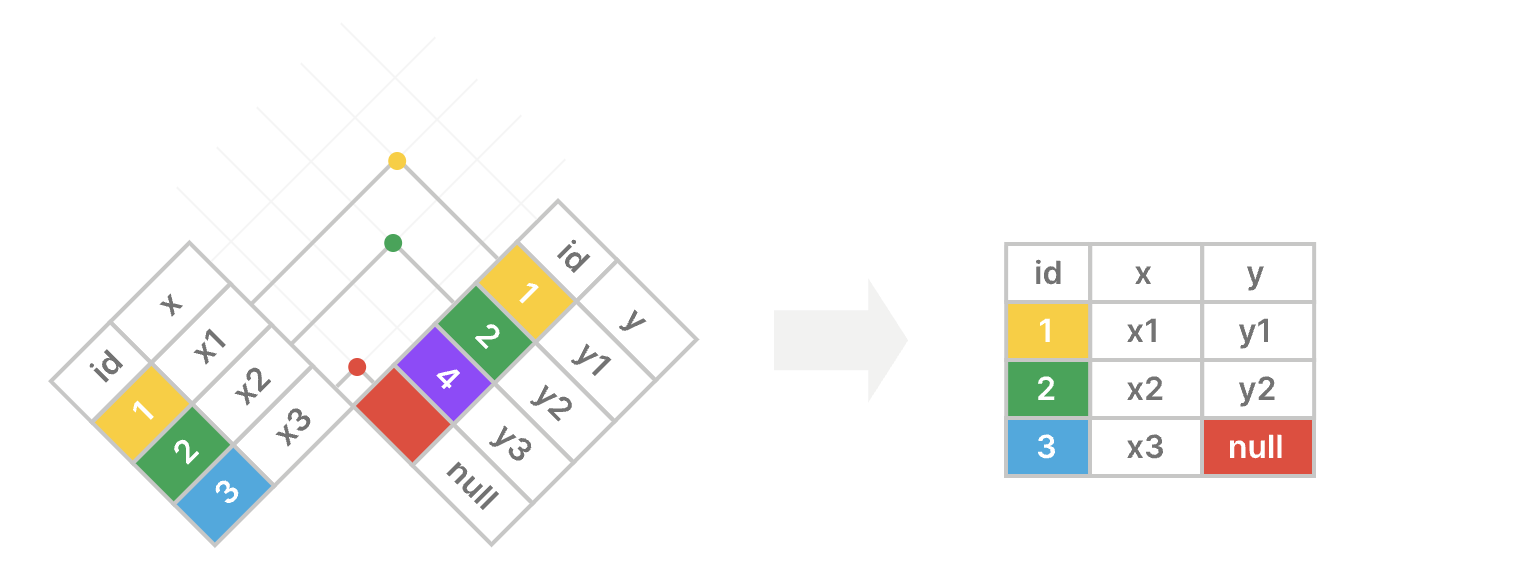 id x
1 x1
2 x2
3 x3
id y
1 y1
2 y2
4 y3
null
id x y
1 x1 y1
2 x2 y2
3 x3 null